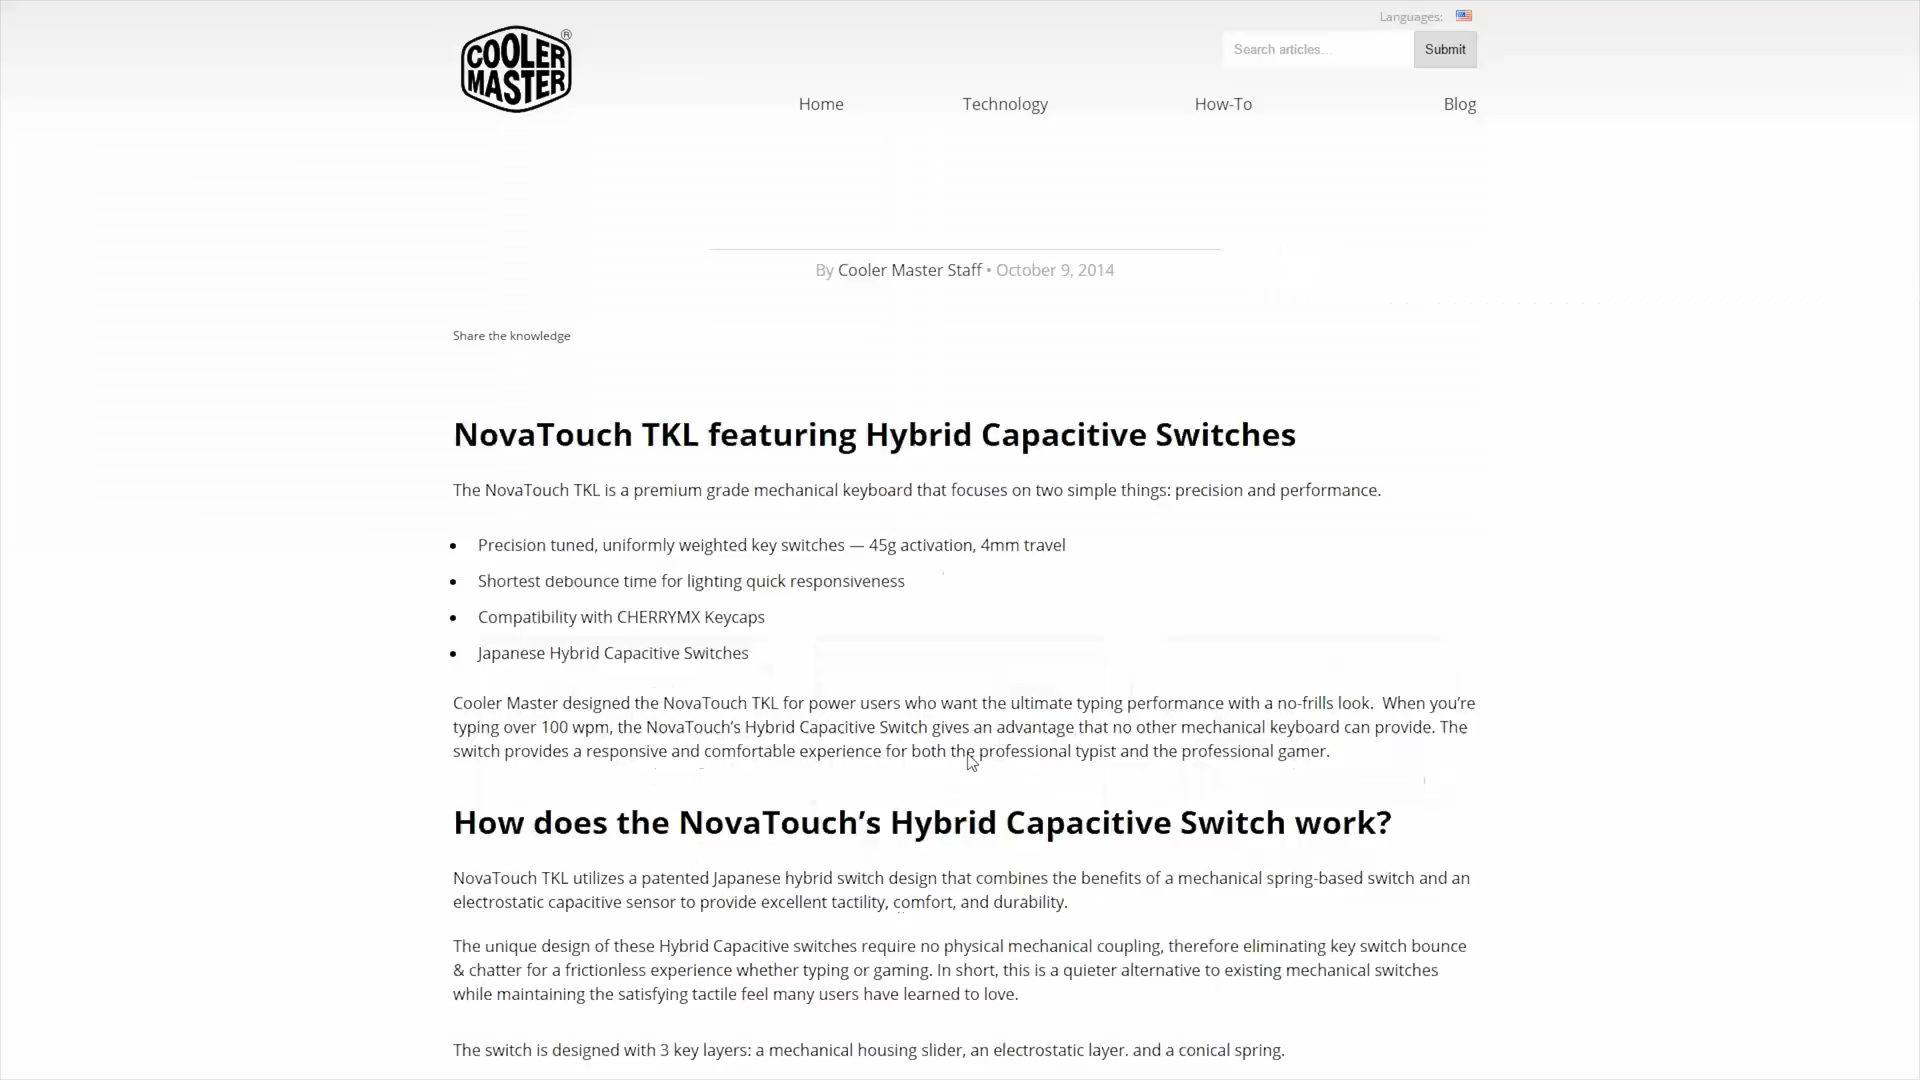 Languages:
COOLER
MASTER
®
Search articles...
Submit
Home
Technology
How-To
Blog
By Cooler Master Staff • October 9, 2014
Share the knowledge
NovaTouch TKL featuring Hybrid Capacitive Switches
The NovaTouch TKL is a premium grade mechanical keyboard that focuses on two simple things: precision and performance.
• Precision tuned, uniformly weighted key switches — 45g activation, 4mm travel
• Shortest debounce time for lighting quick responsiveness
• Compatibility with CHERRYMX Keycaps
• Japanese Hybrid Capacitive Switches
Cooler Master designed the NovaTouch TKL for power users who want the ultimate typing performance with a no-frills look.  When you’re
typing over 100 wpm, the NovaTouch’s Hybrid Capacitive Switch gives an advantage that no other mechanical keyboard can provide. The
switch provides a responsive and comfortable experience for both the professional typist and the professional gamer.
How does the NovaTouch’s Hybrid Capacitive Switch work?
NovaTouch TKL utilizes a patented Japanese hybrid switch design that combines the benefits of a mechanical spring-based switch and an
electrostatic capacitive sensor to provide excellent tactility, comfort, and durability.
The unique design of these Hybrid Capacitive switches require no physical mechanical coupling, therefore eliminating key switch bounce
& chatter for a frictionless experience whether typing or gaming. In short, this is a quieter alternative to existing mechanical switches
while maintaining the satisfying tactile feel many users have learned to love.
The switch is designed with 3 key layers: a mechanical housing slider, an electrostatic layer. and a conical spring.